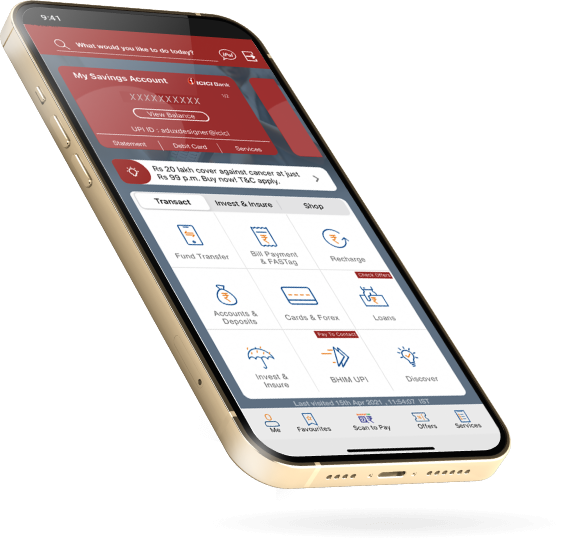 9:41
What would you like to do today?
My Savings Account
ICICI Bank
XXXXXXXXXX
View Balance
UPI ID : aduxdesigner@icici
Statement
Debit Card
Services
Rs 20 lakh cover against cancer at just
Rs 99 p.m. Buy now! T&C apply.
Transact
Invest & Insure
Shop
Fund Transfer
Bill Payment
& FASTag
Recharge
Accounts &
Deposits
Cards & Forex
Check Offers
Loans
Invest &
Insure
Pay To Contact
BHIM UPI
Discover
Last visited 15th Apr 2021 , 11:54:07 IST
Me
Favourites
Scan to Pay
Offers
Services